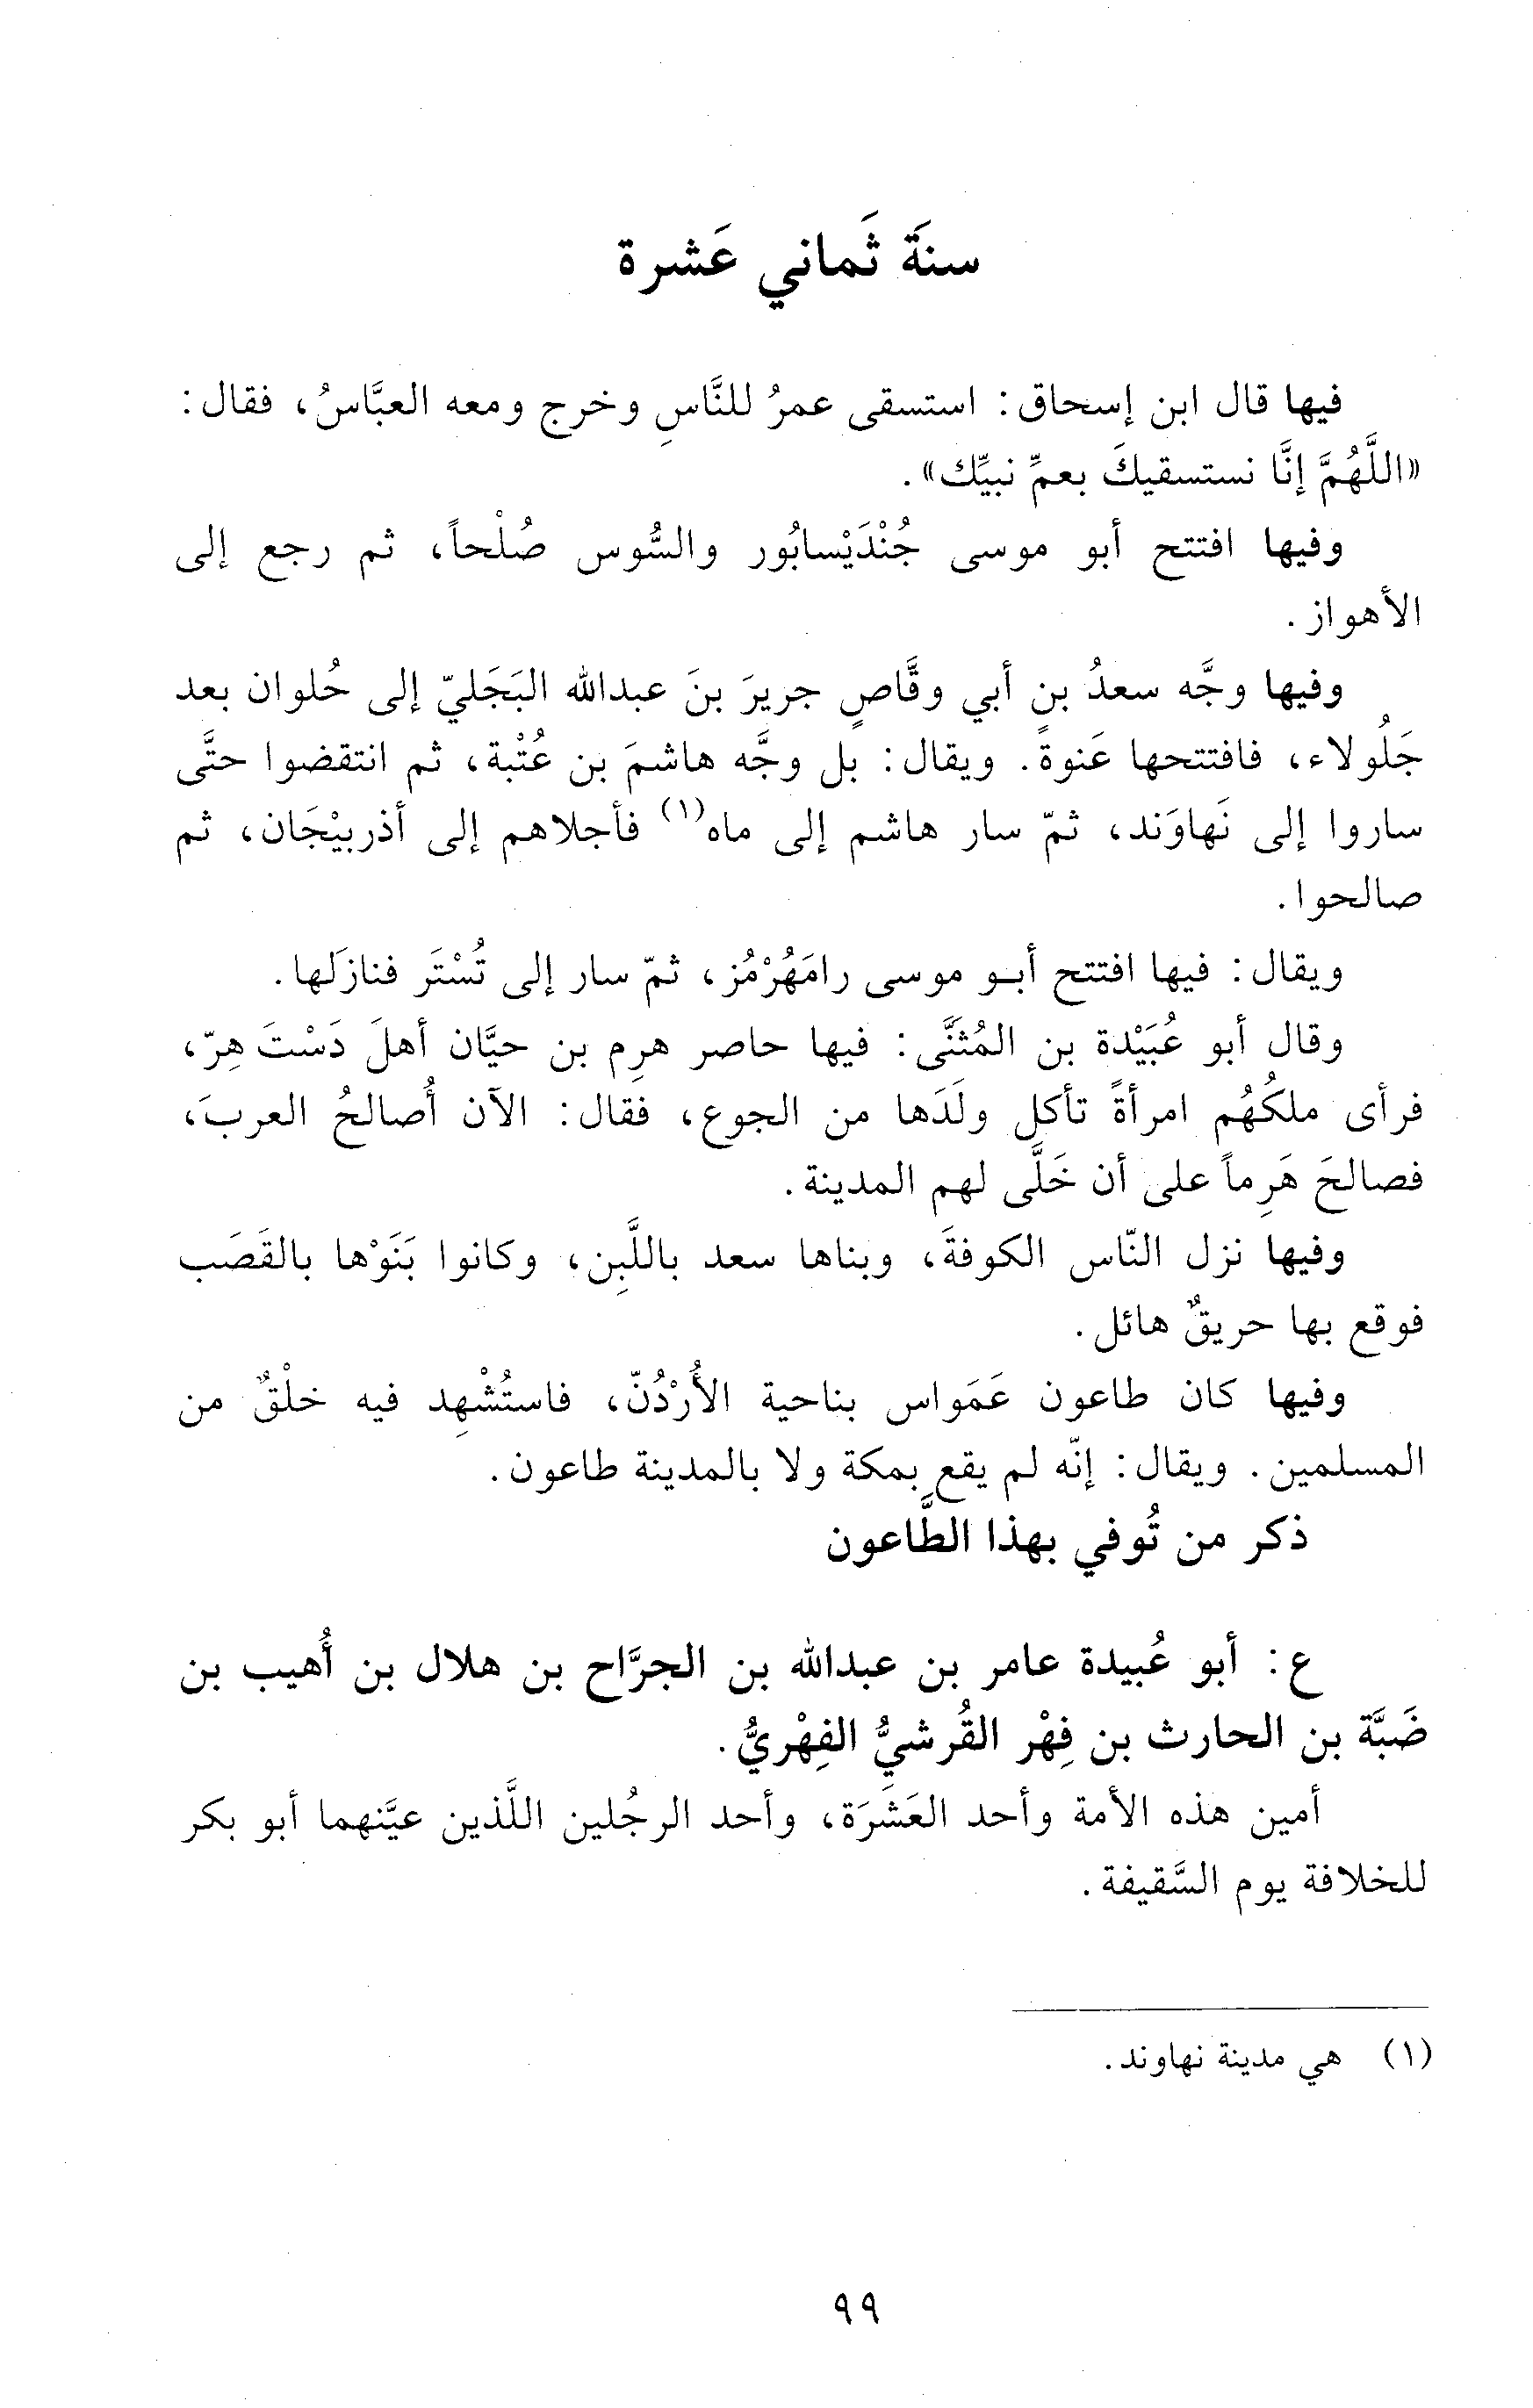 سنَة ثَماني عَشرة
فيها قال ابن إسحاق: استسقى عمرُ للنَّاسِ وخرج ومعه العبَّاسُ، فقال:
«اللَّهُمَّ إنَّا نستسقيكَ بعمِّ نبيِّك».
وفيها افتتح أبو موسى جُنْدَيْسابُور والسُّوس صُلْحاً، ثم رجع إلى
الأهواز.
وفيها وجَّه سعدُ بن أبي وقَّاصٍ جريرَ بنَ عبدالله البَجَليّ إلى حُلوان بعد
جَلُولاء، فافتتحها عَنوةً. ويقال: بل وجَّه هاشمَ بن عُتْبة، ثم انتقضوا حتَّى
ساروا إلى نَهاوَند، ثمّ سار هاشم إلى ماه(١) فأجلاهم إلى أذربيْجَان، ثم
صالحوا.
ويقال: فيها افتتح أبو موسى رامَهُرْمُز، ثمّ سار إلى تُسْتَر فنازَلها.
وقال أبو عُبَيْدة بن المُثنَّى: فيها حاصر هرِم بن حيَّان أهلَ دَسْتَ هِرّ،
فرأى ملكُهُم امرأةً تأكل ولَدَها من الجوع، فقال: الآن أُصالحُ العربَ،
فصالحَ هَرِماً على أن خَلَّى لهم المدينة.
وفيها نزل النّاس الكوفةَ، وبناها سعد باللَّبِن، وكانوا بَنَوْها بالقَصَب
فوقع بها حريقٌ هائل.
وفيها كان طاعون عَمَواس بناحية الأُرْدُنّ، فاستُشْهِد فيه خلْقٌ من
المسلمين. ويقال: إنّه لم يقع بمكة ولا بالمدينة طاعون.
ذكر من تُوفي بهذا الطَّاعون
ع: أبو عُبيدة عامر بن عبدالله بن الجرَّاح بن هلال بن أُهيب بن
ضَبَّة بن الحارث بن فِهْر القُرشيُّ الفِهْريُّ.
أمين هذه الأمة وأحد العَشَرَة، وأحد الرجُلين اللَّذين عيَّنهما أبو بكر
للخلافة يوم السَّقيفة.
(١) هي مدينة نهاوند.
٩٩